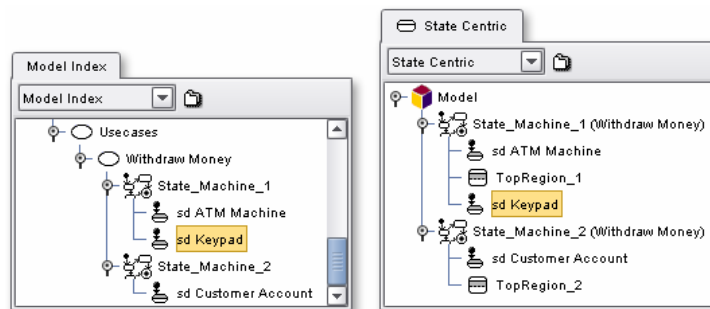 Model Index
Model Index
Usecases
Withdraw Money
State_Machine_1
sd ATM Machine
sd Keypad
State_Machine_2
sd Customer Account
State Centric
State Centric
Model
State_Machine_1 (Withdraw Money)
sd ATM Machine
TopRegion_1
sd Keypad
State_Machine_2 (Withdraw Money)
sd Customer Account
TopRegion_2